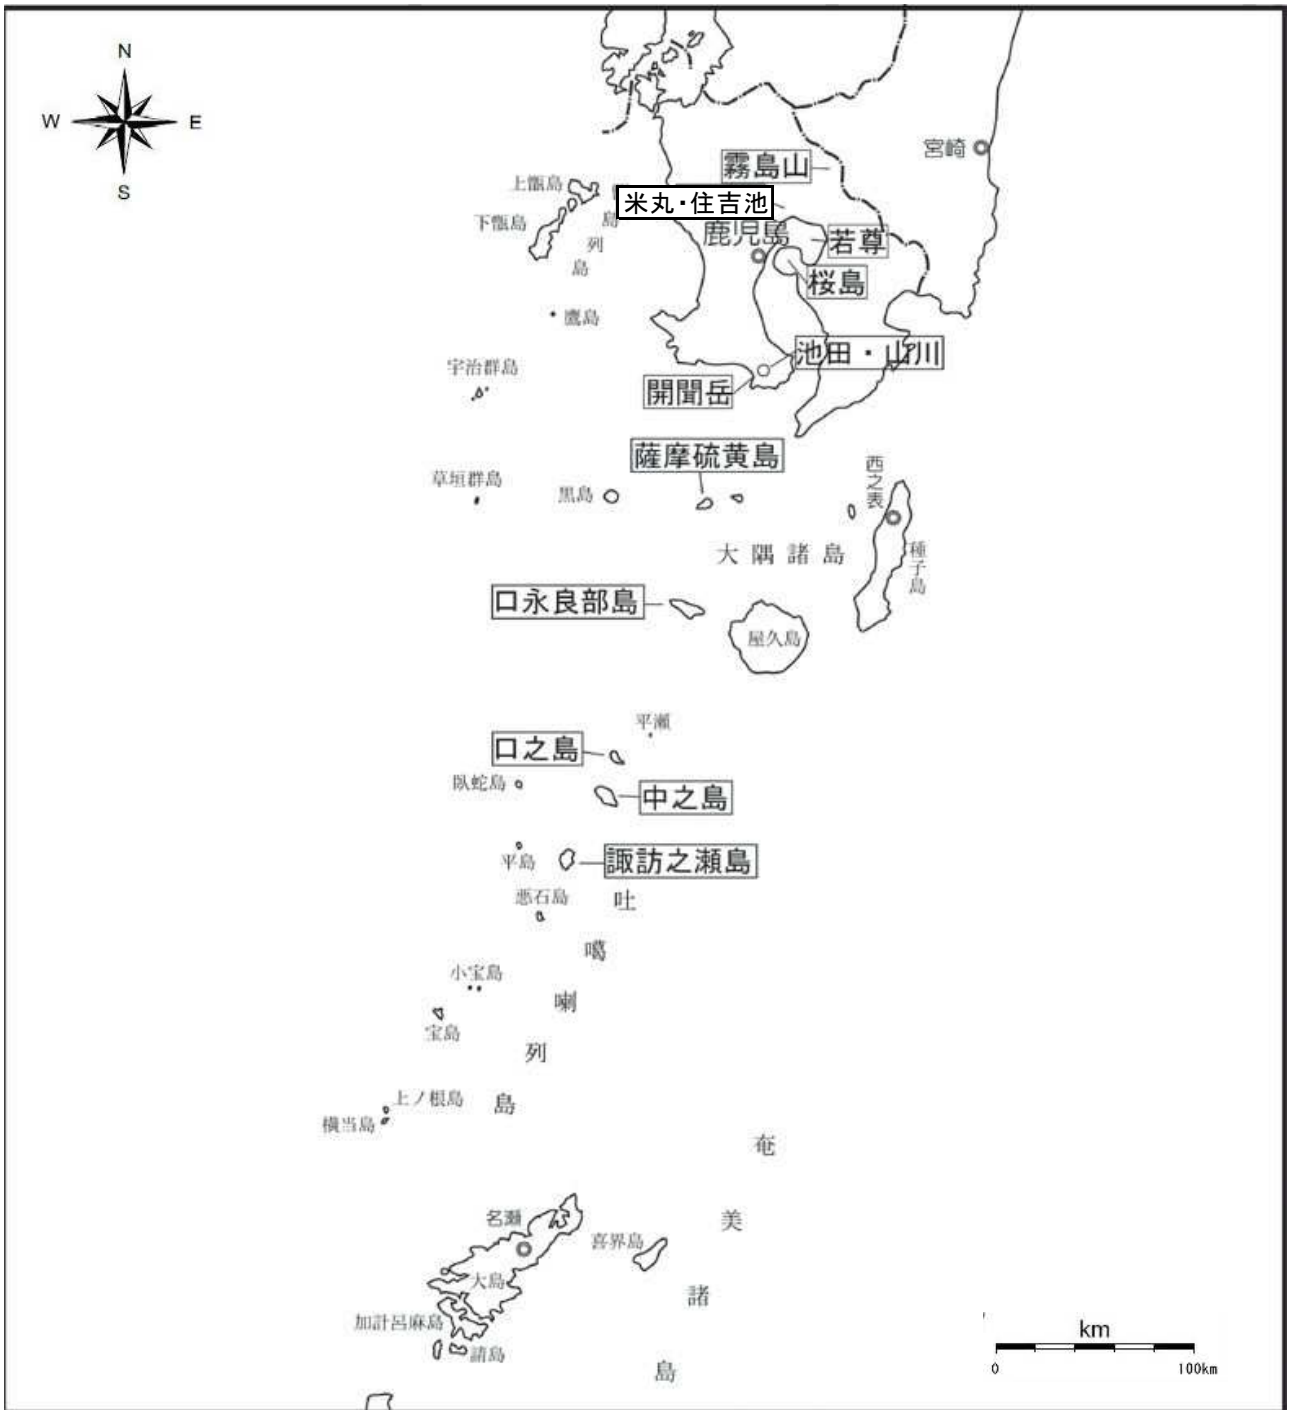 N
W
E
S
宮崎
霧島山
上甑島
米丸・住吉池
下甑島
島
列
島
鹿児島
若尊
桜島
鷹島
池田・山川
宇治群島
開聞岳
薩摩硫黄島
西之表
草垣群島
黒島
大隅諸島
種子島
口永良部島
屋久島
平瀬
口之島
臥蛇島
中之島
平島
諏訪之瀬島
悪石島
吐
噶
喇
列
島
小宝島
宝島
上ノ根島
横当島
奄
美
諸
島
名瀬
喜界島
大島
加計呂麻島
請島
km
0
100km